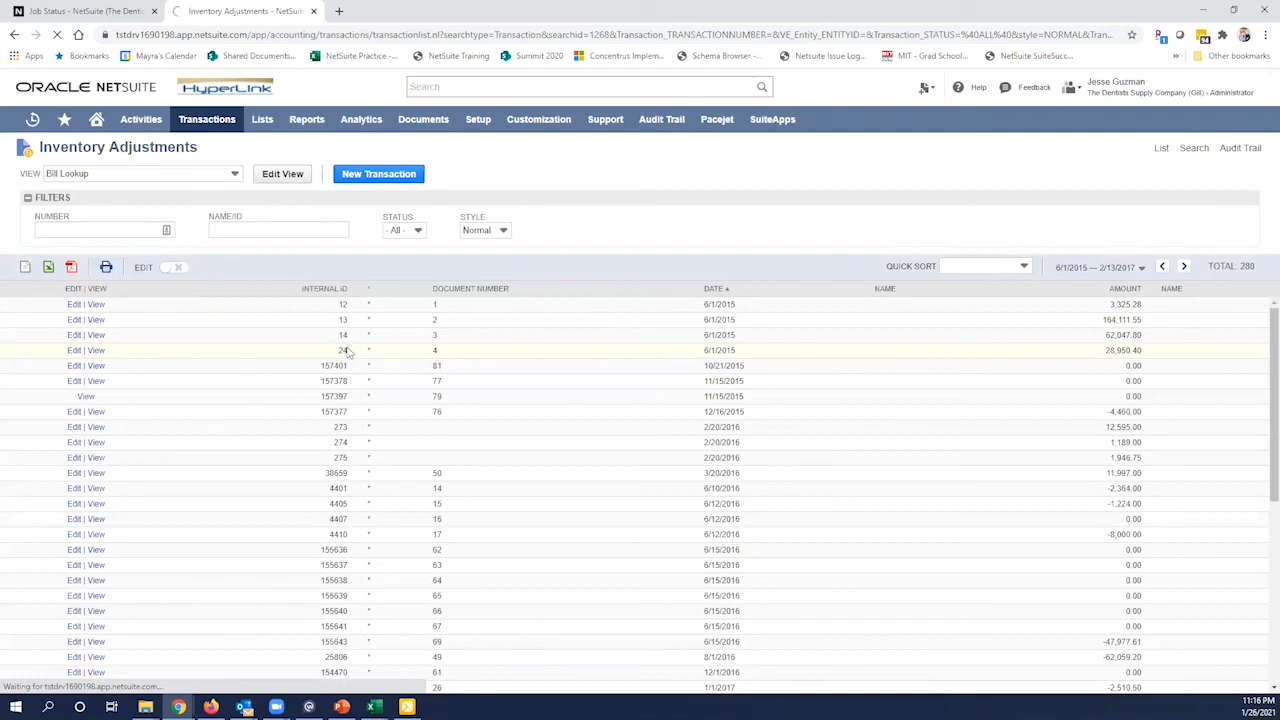 Job Status - NetSuite (The Dentis
Inventory Adjustments - NetSuite
tstdrv1690198.app.netsuite.com/app/accounting/transactions/transactionlist.nl?searchtype=Transaction&searchid=1268&Transaction_TRANSACTIONNUMBER=&VE_Entity_ENTITYID=&Transaction_STATUS=%40ALL%40&style=NORMAL&Tran...
Apps Bookmarks Mayra's Calendar Shared Documents... NetSuite Practice -... NetSuite Training Summit 2020 Concentrus Implem... Schema Browser -... Netsuite Issue Log... MIT - Grad School... NetSuite SuiteSucc... » Other bookmarks
ORACLE NETSUITE HyperLink Search Help Feedback Jesse Guzman
The Dentists Supply Company (Gill) - Administrator
Activities Transactions Lists Reports Analytics Documents Setup Customization Support Audit Trail Pacejet SuiteApps
Inventory Adjustments List Search Audit Trail
VIEW Bill Lookup Edit View New Transaction
FILTERS
NUMBER NAME/ID STATUS STYLE
- All - Normal
EDIT QUICK SORT 6/1/2015 — 2/13/2017 TOTAL: 280
EDIT | VIEW INTERNAL ID * DOCUMENT NUMBER DATE ▲ NAME AMOUNT NAME
Edit | View 12 * 1 6/1/2015 3,325.28
Edit | View 13 * 2 6/1/2015 164,111.55
Edit | View 14 * 3 6/1/2015 62,047.80
Edit | View 24 * 4 6/1/2015 28,950.40
Edit | View 157401 * 81 10/21/2015 0.00
Edit | View 157378 * 77 11/15/2015 0.00
View 157397 * 79 11/15/2015 0.00
Edit | View 157377 * 76 12/16/2015 -4,460.00
Edit | View 273 * 2/20/2016 12,595.00
Edit | View 274 * 2/20/2016 1,189.00
Edit | View 275 * 2/20/2016 1,946.75
Edit | View 38659 * 50 3/20/2016 11,997.00
Edit | View 4401 * 14 6/10/2016 -2,364.00
Edit | View 4405 * 15 6/12/2016 -1,224.00
Edit | View 4407 * 16 6/12/2016 0.00
Edit | View 4410 * 17 6/12/2016 -8,000.00
Edit | View 155636 * 62 6/15/2016 0.00
Edit | View 155637 * 63 6/15/2016 0.00
Edit | View 155638 * 64 6/15/2016 0.00
Edit | View 155639 * 65 6/15/2016 0.00
Edit | View 155640 * 66 6/15/2016 0.00
Edit | View 155641 * 67 6/15/2016 0.00
Edit | View 155643 * 69 6/15/2016 -47,977.61
Edit | View 25806 * 49 8/1/2016 -62,059.20
Edit | View 154470 * 61 12/1/2016 0.00
Waiting for tstdrv1690198.app.netsuite.com... 26 1/1/2017 -2,510.50
11:16 PM
1/26/2021